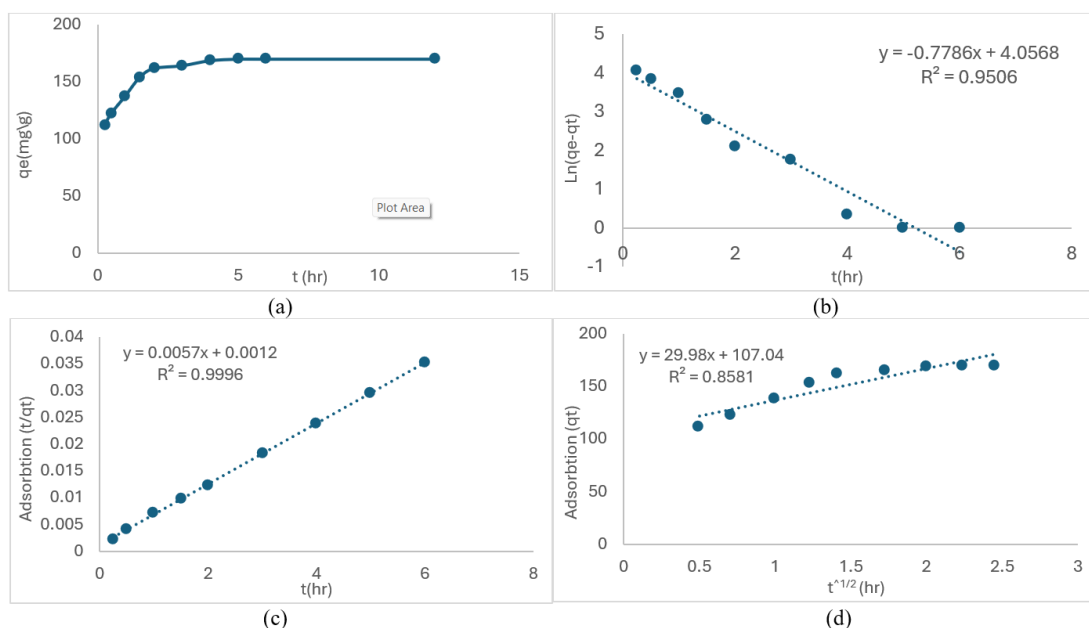 200
150
100
50
0
qe(mg\g)
0
5
10
15
t (hr)
Plot Area
(a)
5
4
3
2
1
0
-1
Ln(qe-qt)
y = -0.7786x + 4.0568
R² = 0.9506
0
2
4
6
8
t(hr)
(b)
0.04
0.035
0.03
0.025
0.02
0.015
0.01
0.005
0
Adsorbtion (t/qt)
y = 0.0057x + 0.0012
R² = 0.9996
0
2
4
6
8
t(hr)
(c)
200
150
100
50
0
Adsorbtion (qt)
y = 29.98x + 107.04
R² = 0.8581
0
0.5
1
1.5
2
2.5
3
t^1/2 (hr)
(d)